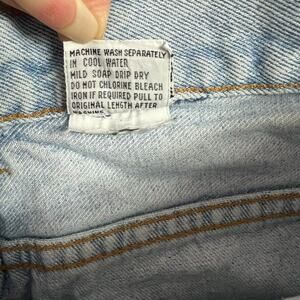 MACHINE WASH SEPARATELY
IN COOL WATER
MILD SOAP DRIP DRY
DO NOT CHLORINE BLEACH
IRON IF REQUIRED PULL TO
ORIGINAL LENGTH AFTER
WASHING